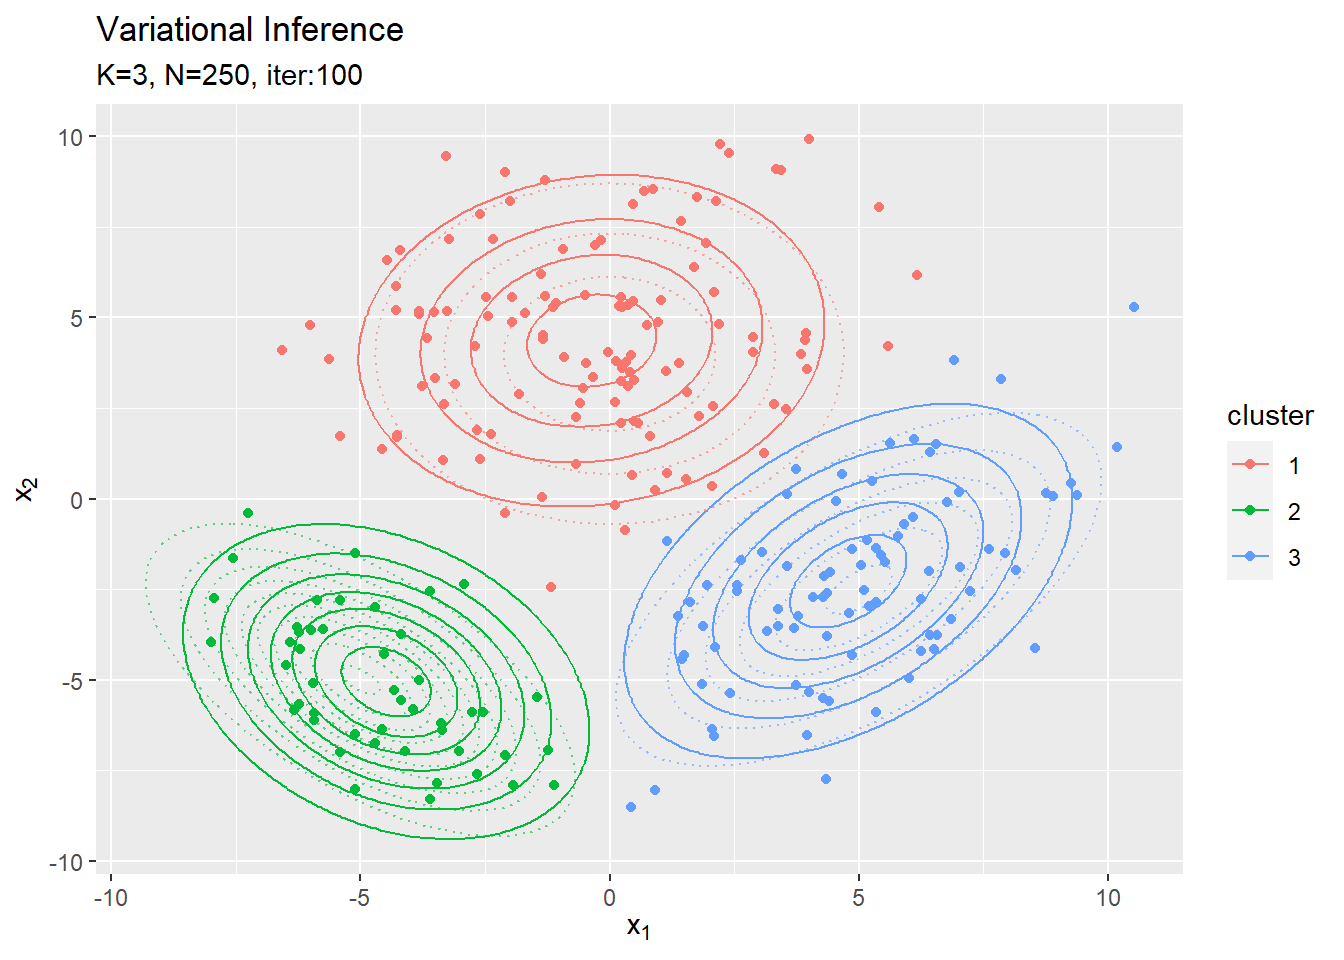 Variational Inference
K=3, N=250, iter:100
10
5
0
-5
-10
x₂
-10
-5
0
5
10
x₁
cluster
1
2
3